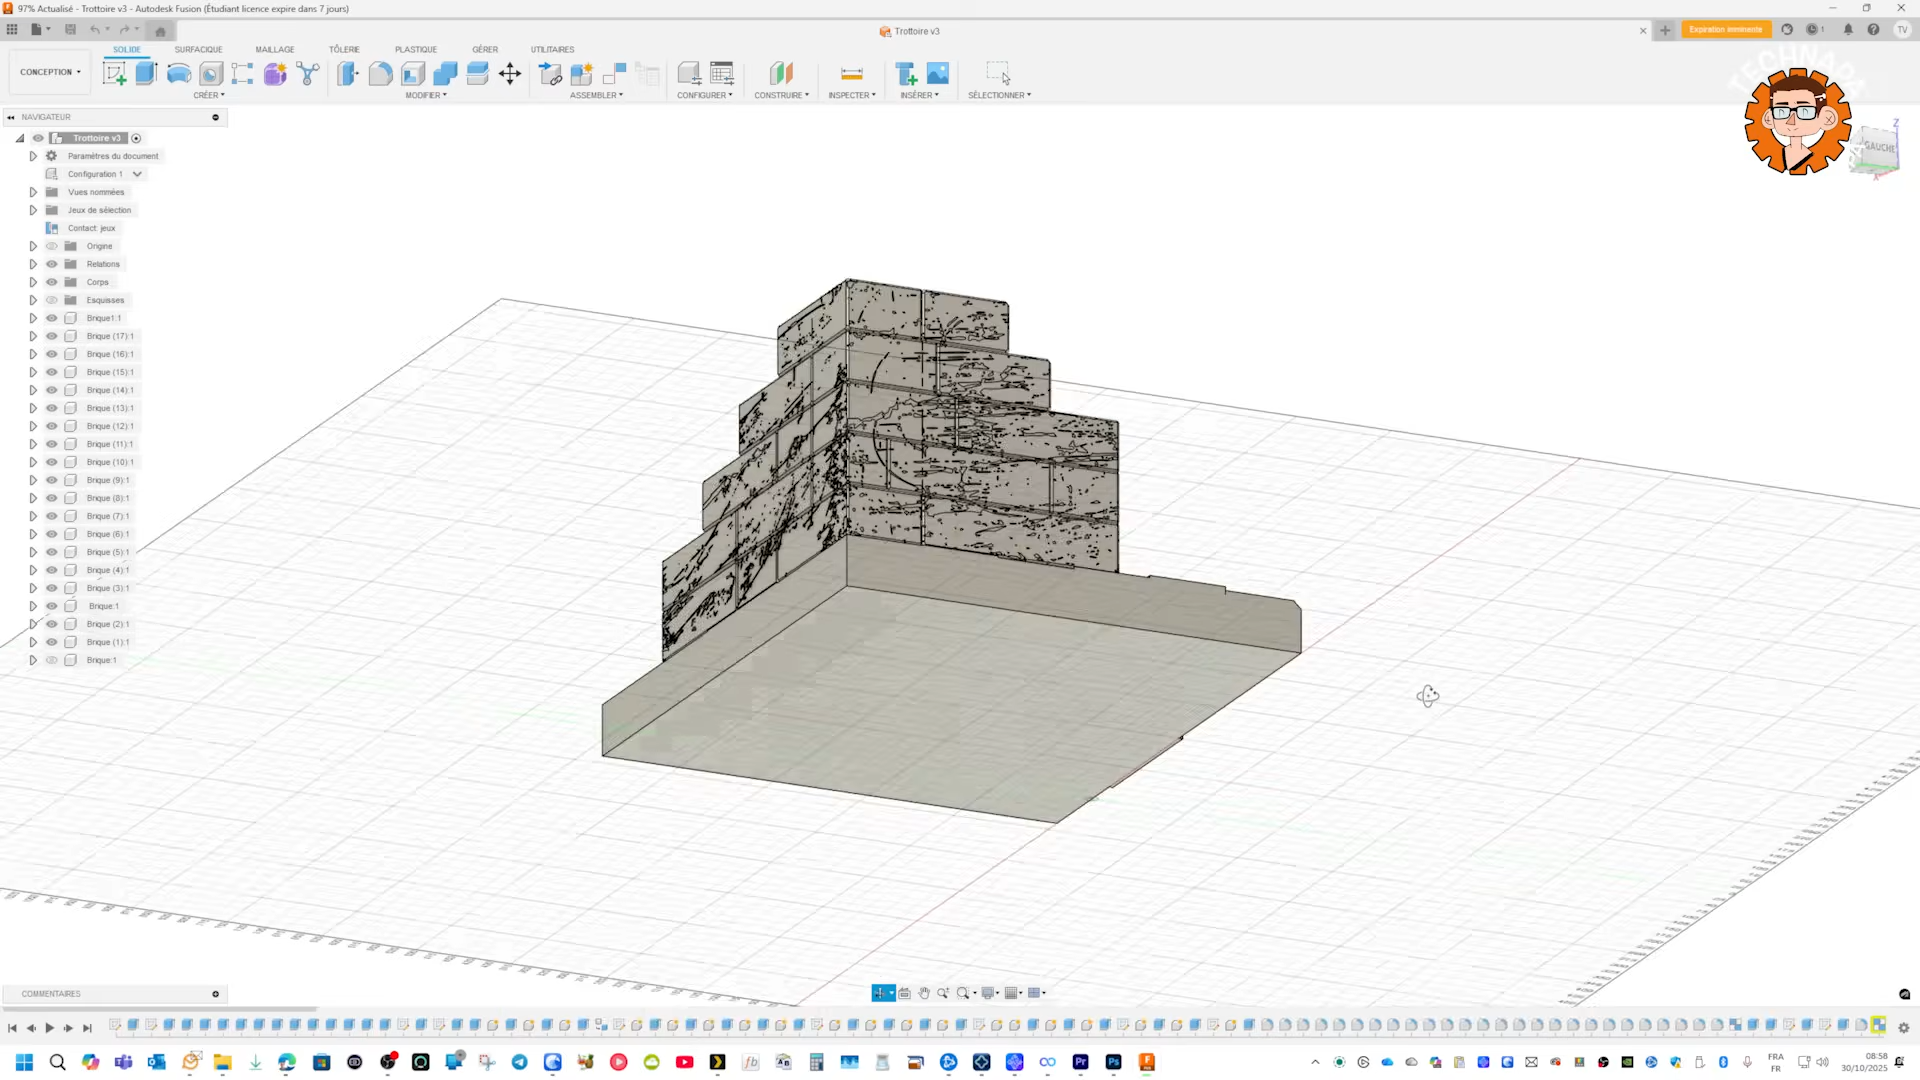 97% Actualisé - Trottoire v3 - Autodesk Fusion (Étudiant licence expire dans 7 jours)
Trottoire v3
Expiration imminente
1
TV
CONCEPTION
SOLIDE
SURFACIQUE
MAILLAGE
TÔLERIE
PLASTIQUE
GÉRER
UTILITAIRES
CRÉER
MODIFIER
ASSEMBLER
CONFIGURER
CONSTRUIRE
INSPECTER
INSÉRER
SÉLECTIONNER
TECHNAPA
Z
GAUCHE
X
NAVIGATEUR
Trottoire v3
Paramètres du document
Configuration 1
Vues nommées
Jeux de sélection
Contact: jeux
Origine
Relations
Corps
Esquisses
Brique1:1
Brique (17):1
Brique (16):1
Brique (15):1
Brique (14):1
Brique (13):1
Brique (12):1
Brique (11):1
Brique (10):1
Brique (9):1
Brique (8):1
Brique (7):1
Brique (6):1
Brique (5):1
Brique (4):1
Brique (3):1
Brique:1
Brique (2):1
Brique (1):1
Brique:1
COMMENTAIRES
Pr
Ps
FRA
FR
08:58
30/10/2025